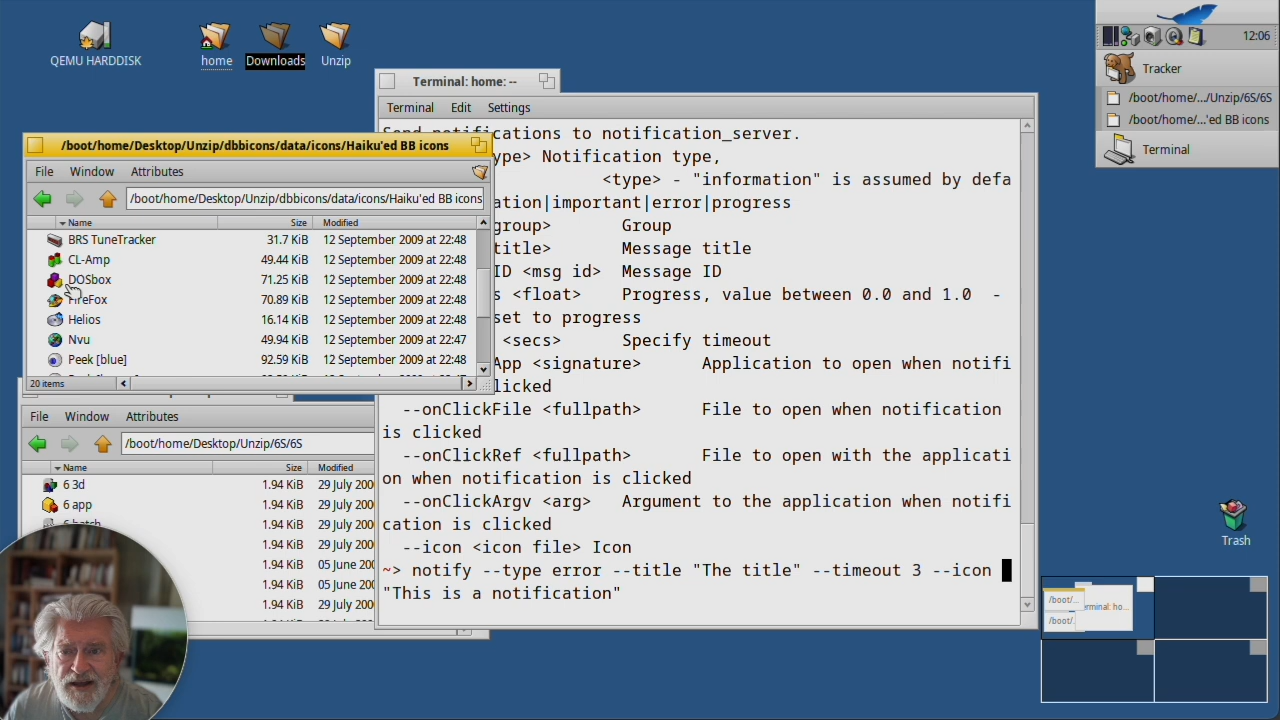 QEMU HARDDISK
home
Downloads
Unzip
12:06
Tracker
/boot/home/.../Unzip/6S/6S
/boot/home/...'ed BB icons
Terminal
Terminal: home: --
Terminal Edit Settings
Send notifications to notification_server.
ype> Notification type,
<type> - "information" is assumed by defa
ation|important|error|progress
group> Group
title> Message title
ID <msg id> Message ID
s <float> Progress, value between 0.0 and 1.0 -
set to progress
<secs> Specify timeout
App <signature> Application to open when notifi
licked
--onClickFile <fullpath> File to open when notification
is clicked
--onClickRef <fullpath> File to open with the applicati
on when notification is clicked
--onClickArgv <arg> Argument to the application when notifi
cation is clicked
--icon <icon file> Icon
~> notify --type error --title "The title" --timeout 3 --icon
"This is a notification"
/boot/home/Desktop/Unzip/dbbicons/data/icons/Haiku'ed BB icons
File Window Attributes
/boot/home/Desktop/Unzip/dbbicons/data/icons/Haiku'ed BB icons
Name Size Modified
BRS TuneTracker 31.7 KiB 12 September 2009 at 22:48
CL-Amp 49.44 KiB 12 September 2009 at 22:48
DOSbox 71.25 KiB 12 September 2009 at 22:48
FireFox 70.89 KiB 12 September 2009 at 22:48
Helios 16.14 KiB 12 September 2009 at 22:48
Nvu 49.94 KiB 12 September 2009 at 22:47
Peek [blue] 92.59 KiB 12 September 2009 at 22:48
20 items
File Window Attributes
/boot/home/Desktop/Unzip/6S/6S
Name Size Modified
6 3d 1.94 KiB 29 July 200
6 app 1.94 KiB 29 July 200
6 batch 1.94 KiB 29 July 200
1.94 KiB 29 July 200
1.94 KiB 05 June 200
1.94 KiB 05 June 200
1.94 KiB 29 July 200
Trash
/boot/...
erminal: ho...
/boot/.